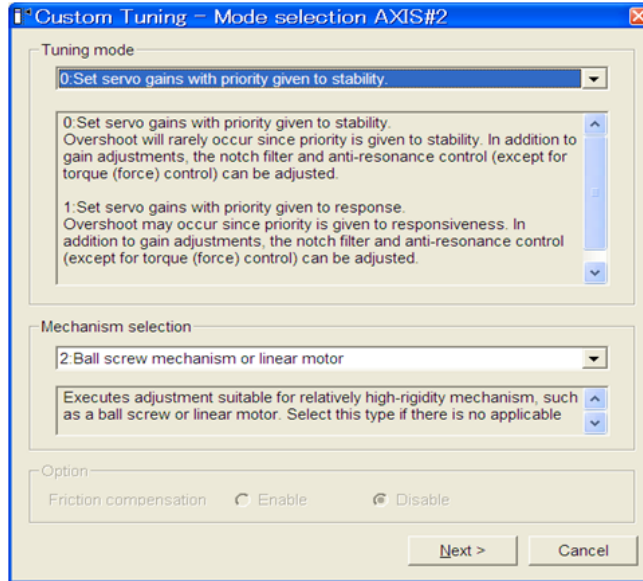 Custom Tuning - Mode selection AXIS#2
Tuning mode
0:Set servo gains with priority given to stability.
0:Set servo gains with priority given to stability.
Overshoot will rarely occur since priority is given to stability. In addition to
gain adjustments, the notch filter and anti-resonance control (except for
torque (force) control) can be adjusted.
1:Set servo gains with priority given to response.
Overshoot may occur since priority is given to responsiveness. In
addition to gain adjustments, the notch filter and anti-resonance control
(except for torque (force) control) can be adjusted.
Mechanism selection
2:Ball screw mechanism or linear motor
Executes adjustment suitable for relatively high-rigidity mechanism, such
as a ball screw or linear motor. Select this type if there is no applicable
Option
Friction compensation Enable Disable
Next > Cancel